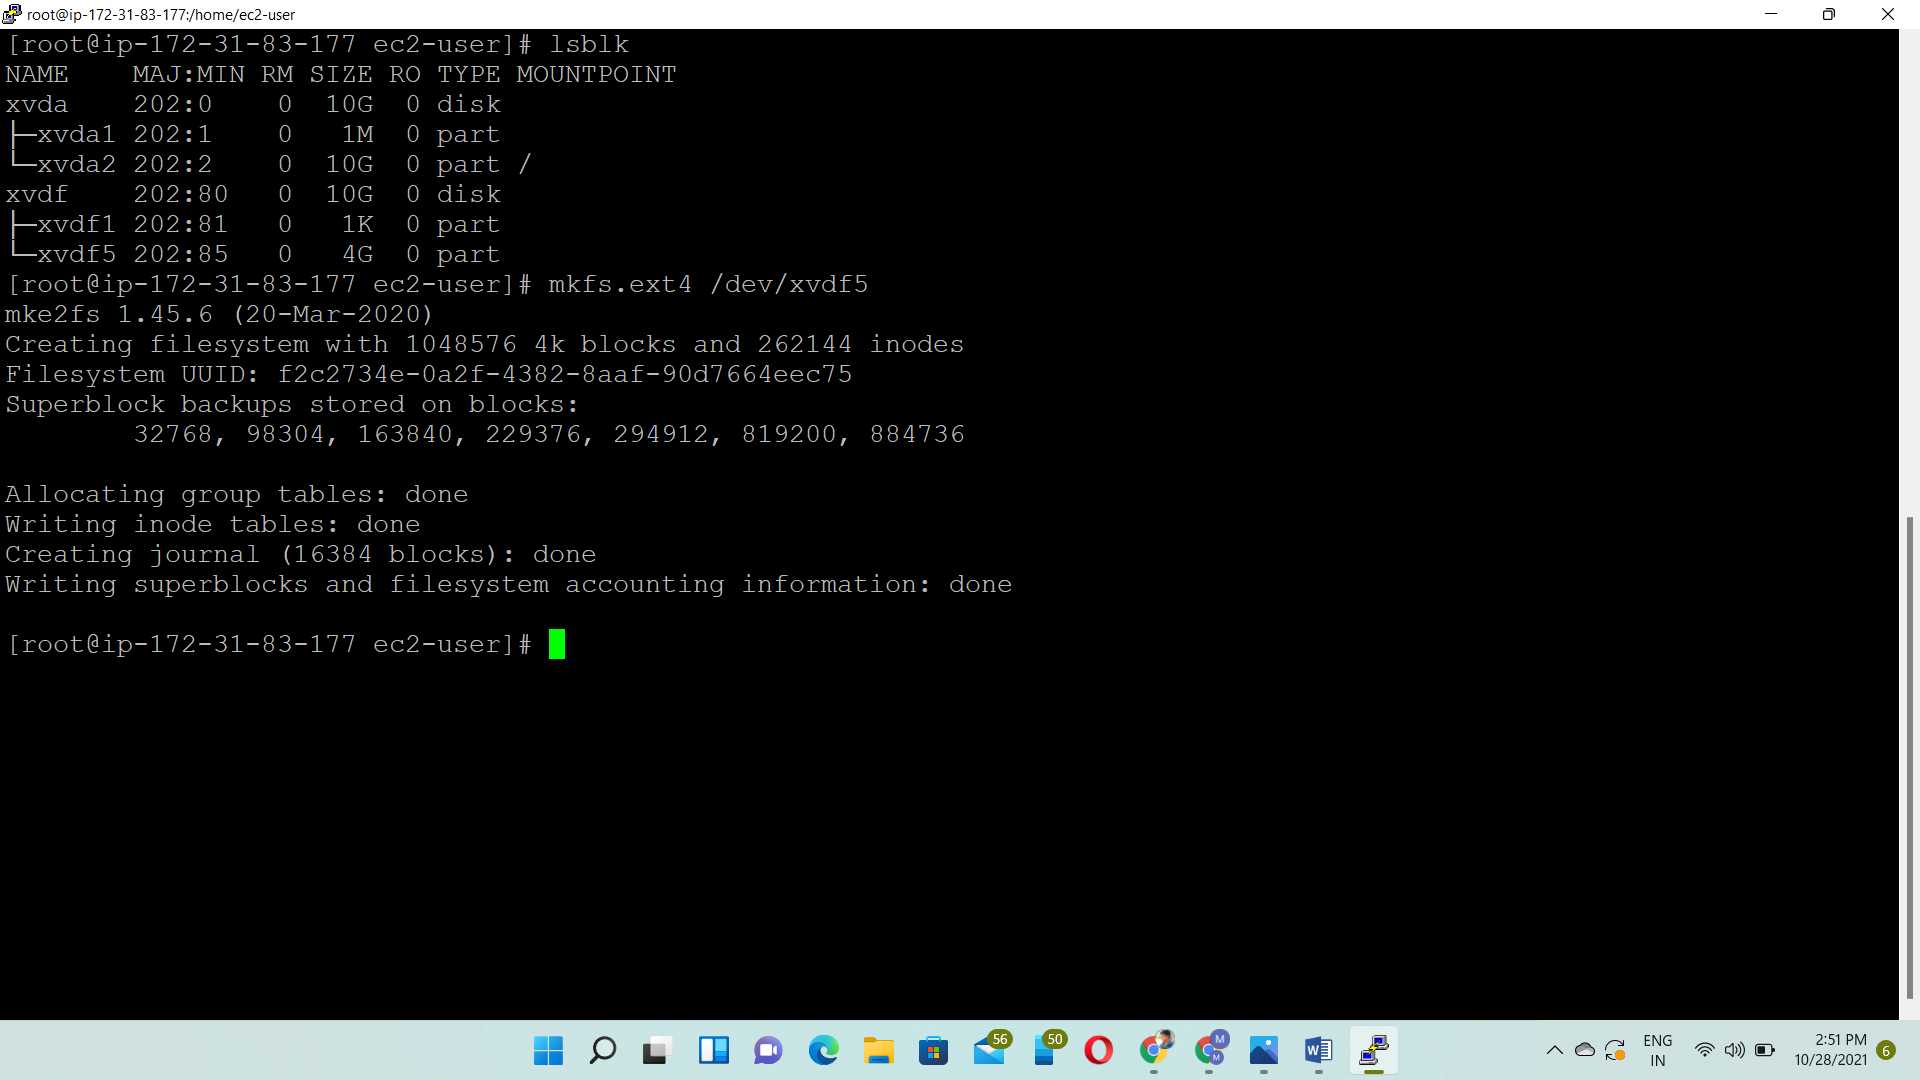 root@ip-172-31-83-177:/home/ec2-user
[root@ip-172-31-83-177 ec2-user]# lsblk
NAME    MAJ:MIN RM SIZE RO TYPE MOUNTPOINT
xvda    202:0    0  10G  0 disk
├─xvda1 202:1    0   1M  0 part
└─xvda2 202:2    0  10G  0 part /
xvdf    202:80   0  10G  0 disk
├─xvdf1 202:81   0   1K  0 part
└─xvdf5 202:85   0   4G  0 part
[root@ip-172-31-83-177 ec2-user]# mkfs.ext4 /dev/xvdf5
mke2fs 1.45.6 (20-Mar-2020)
Creating filesystem with 1048576 4k blocks and 262144 inodes
Filesystem UUID: f2c2734e-0a2f-4382-8aaf-90d7664eec75
Superblock backups stored on blocks:
        32768, 98304, 163840, 229376, 294912, 819200, 884736
Allocating group tables: done
Writing inode tables: done
Creating journal (16384 blocks): done
Writing superblocks and filesystem accounting information: done
[root@ip-172-31-83-177 ec2-user]#
56
50
M
M
W
ENG
IN
2:51 PM
10/28/2021
6